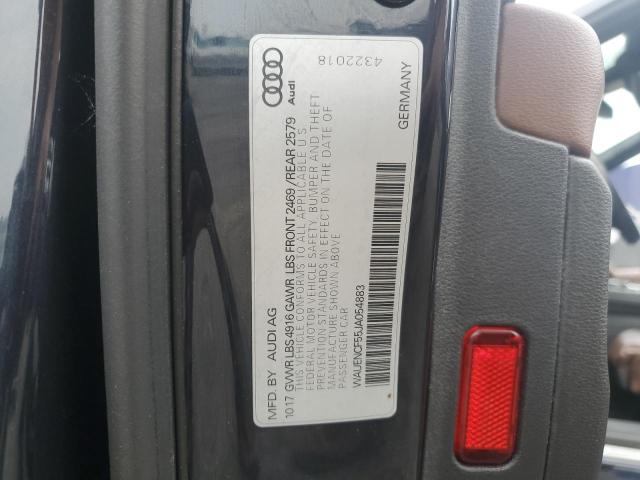 MFD. BY AUDI AG
10 17 GVWR LBS 4916 GAWR LBS FRONT 2469 /REAR 2579
THIS VEHICLE CONFORMS TO ALL APPLICABLE U.S.
FEDERAL MOTOR VEHICLE SAFETY, BUMPER AND THEFT
PREVENTION STANDARDS IN EFFECT ON THE DATE OF
MANUFACTURE SHOWN ABOVE
PASSENGER CAR
WAUENCF55JA054883
GERMANY
Audi
4322018